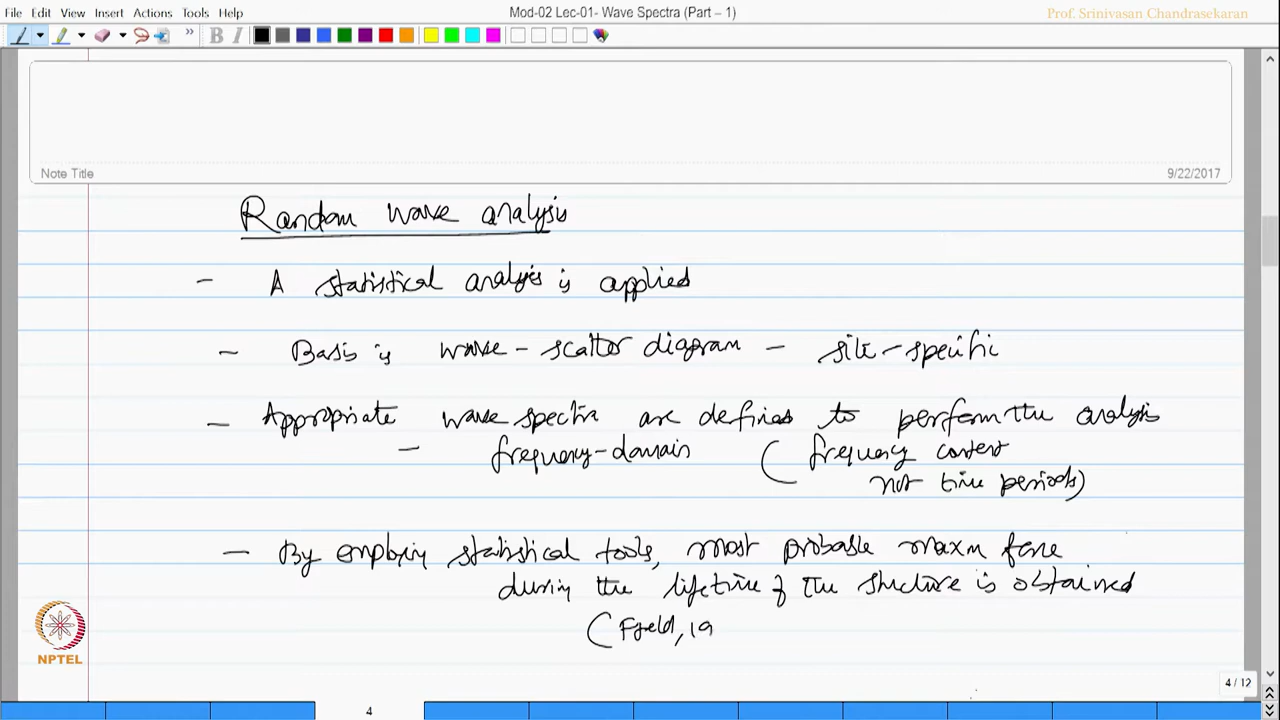 File Edit View Insert Actions Tools Help
Mod-02 Lec-01- Wave Spectra (Part – 1)
Prof. Srinivasan Chandrasekaran
B I
Note Title
9/22/2017
Random wave analysis
- A statistical analysis is applied
- Basis is wave-scatter diagram - site-specific
- Appropriate wave spectra are defined to perform the analysis
- frequency-domain (frequency content
not time periods)
- By employing statistical tools, most probable maxm force
during the lifetime of the structure is obtained
(Fjeld, 19
NPTEL
4 / 12
4